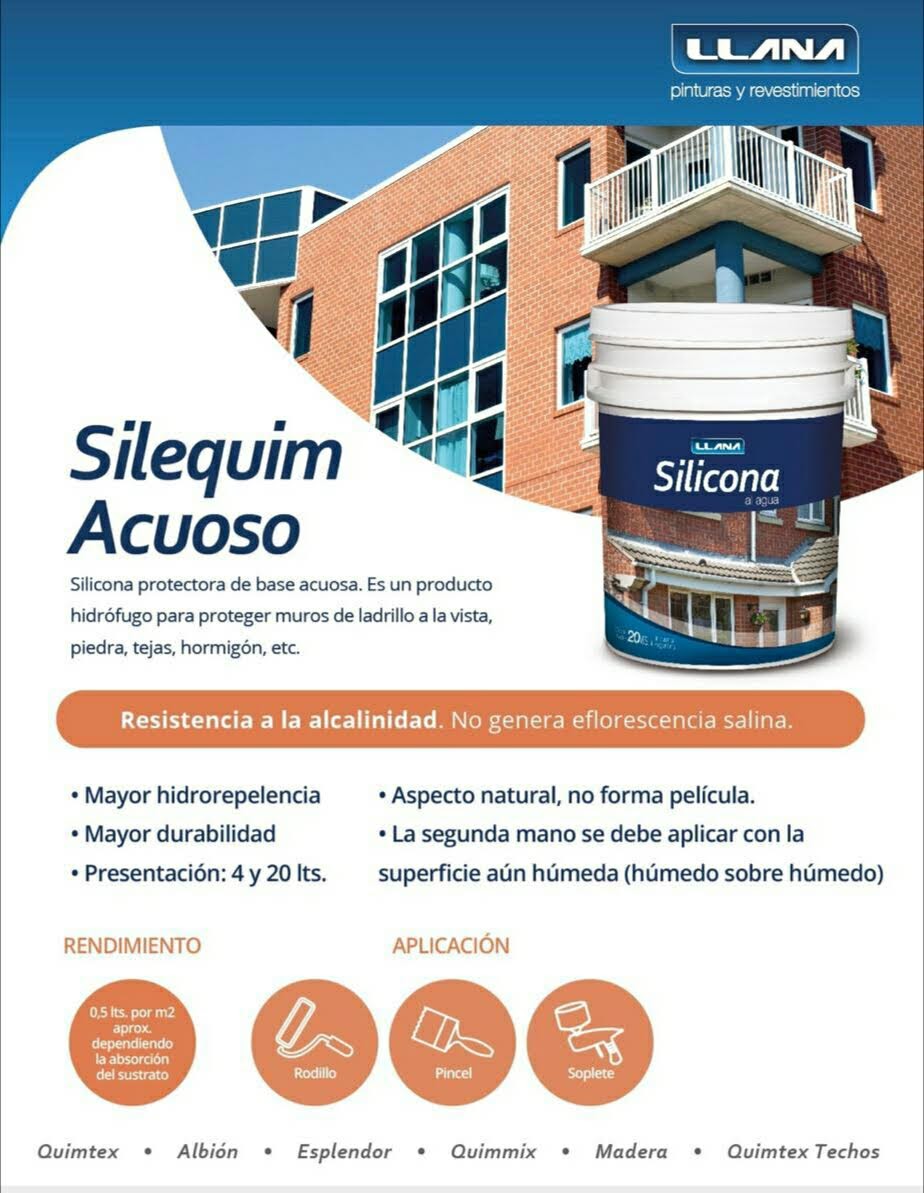 LLANA
pinturas y revestimientos
LLANA
Silicona
al agua
20
Silequim
Acuoso
Silicona protectora de base acuosa. Es un producto
hidrófugo para proteger muros de ladrillo a la vista,
piedra, tejas, hormigón, etc.
Resistencia a la alcalinidad. No genera eflorescencia salina.
• Mayor hidrorepelencia
• Mayor durabilidad
• Presentación: 4 y 20 lts.
• Aspecto natural, no forma película.
• La segunda mano se debe aplicar con la
superficie aún húmeda (húmedo sobre húmedo)
RENDIMIENTO
0,5 lts. por m2
aprox.
dependiendo
la absorción
del sustrato
APLICACIÓN
Rodillo
Pincel
Soplete
Quimtex • Albión • Esplendor • Quimmix • Madera • Quimtex Techos